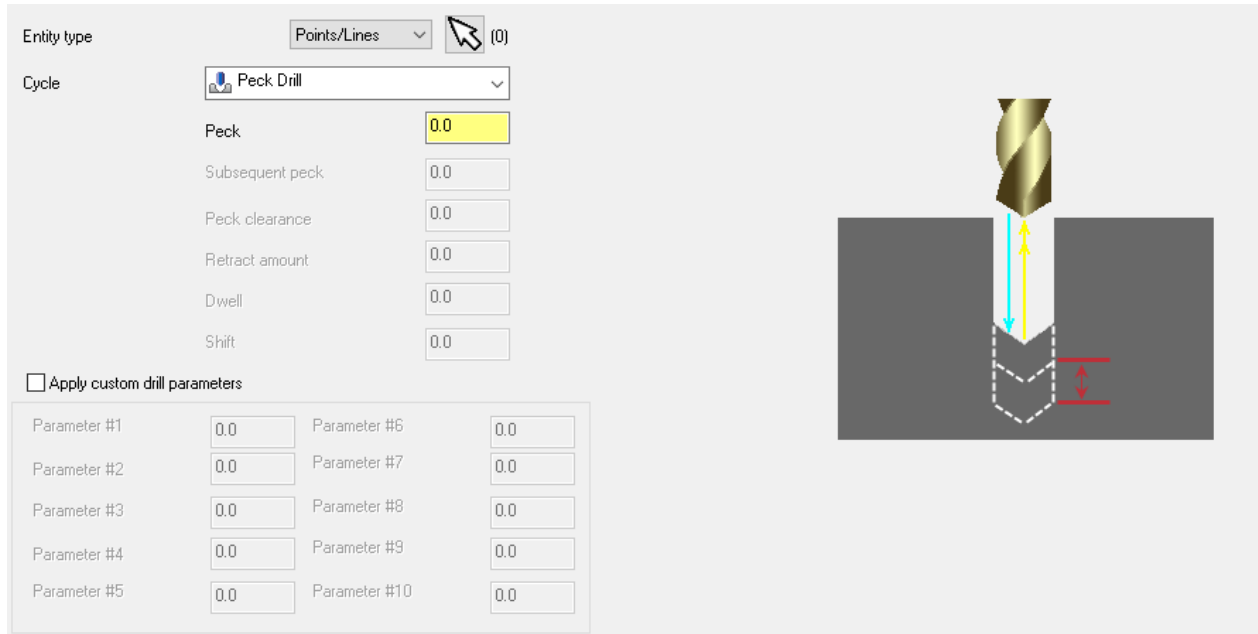 Entity type Points/Lines (0)
Cycle Peck Drill
Peck 0.0
Subsequent peck 0.0
Peck clearance 0.0
Retract amount 0.0
Dwell 0.0
Shift 0.0
Apply custom drill parameters
Parameter #1 0.0 Parameter #6 0.0
Parameter #2 0.0 Parameter #7 0.0
Parameter #3 0.0 Parameter #8 0.0
Parameter #4 0.0 Parameter #9 0.0
Parameter #5 0.0 Parameter #10 0.0